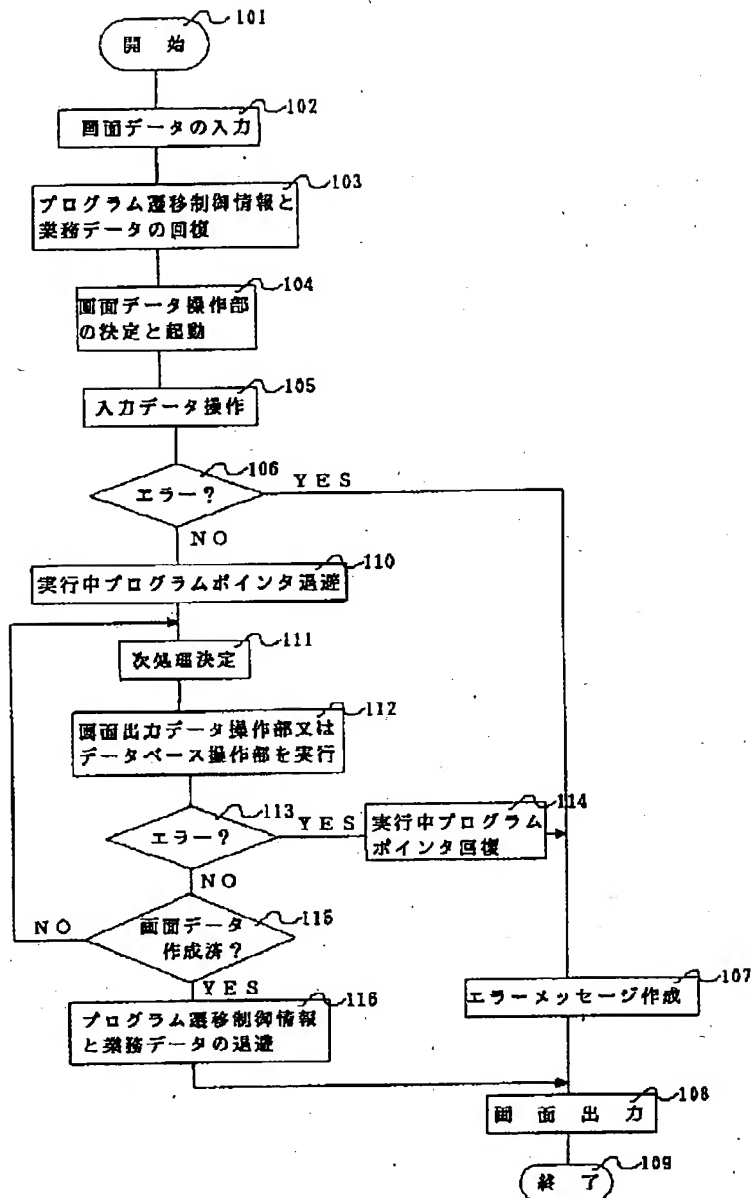 101
開始
102
画面データの入力
103
プログラム遷移制御情報と
業務データの回復
104
画面データ操作部
の決定と起動
105
入力データ操作
106
エラー?
YES
NO
110
実行中プログラムポインタ退避
111
次処理決定
112
画面出力データ操作部又は
データベース操作部を実行
113
エラー?
YES
114
実行中プログラム
ポインタ回復
NO
115
画面データ
作成済?
NO
YES
116
プログラム遷移制御情報
と業務データの退避
107
エラーメッセージ作成
108
画面出力
109
終了